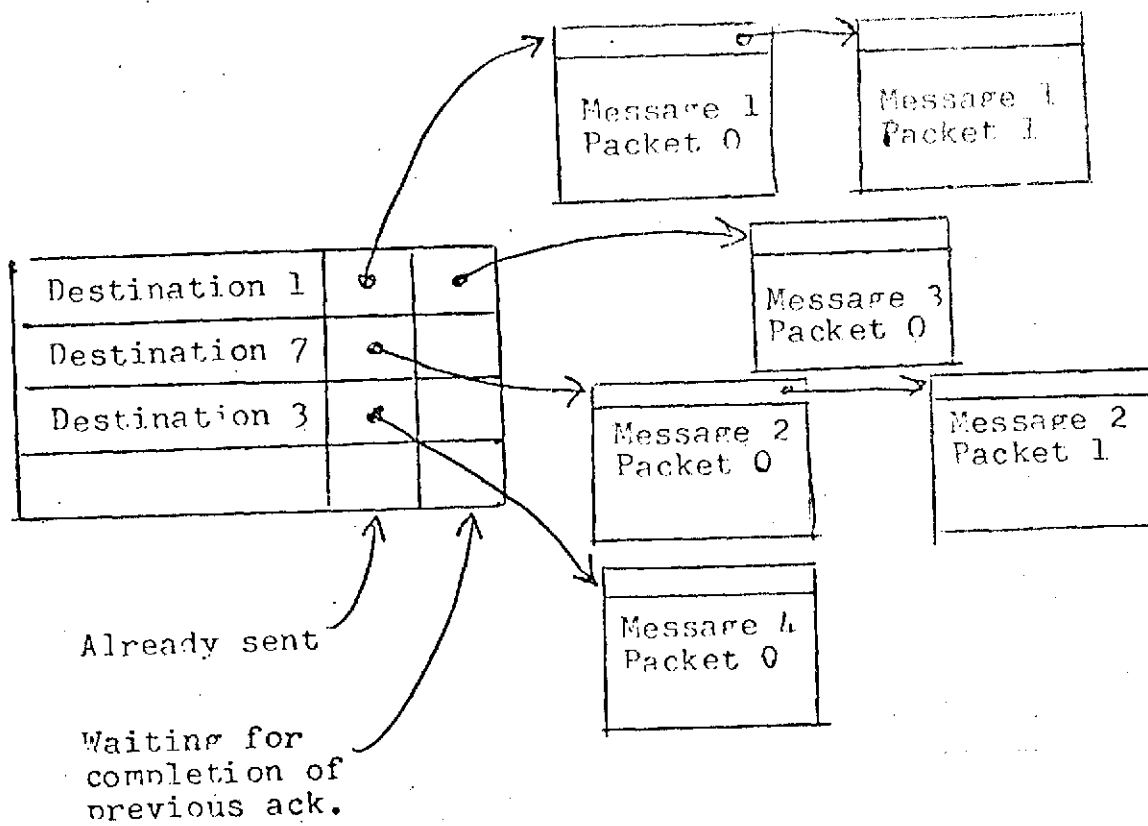 Message 1
Packet 0
Message 1
Packet 1
Destination 1
Message 3
Packet 0
Destination 7
Destination 3
Message 2
Packet 0
Message 2
Packet 1
Message 4
Packet 0
Already sent
Waiting for
completion of
previous ack.